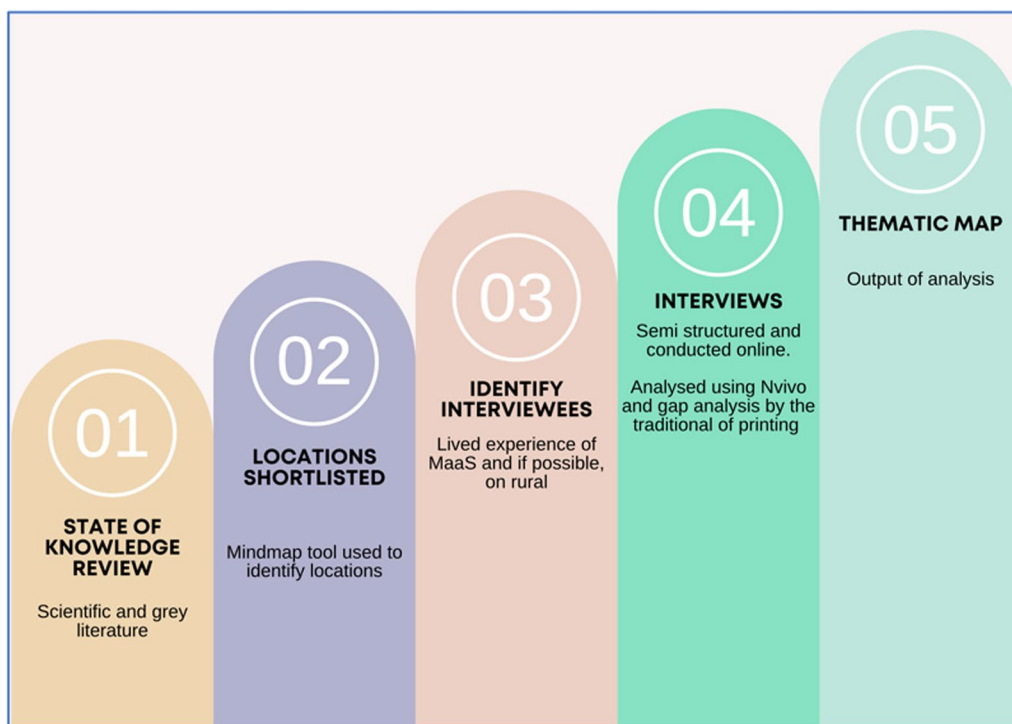 01
STATE OF
KNOWLEDGE
REVIEW
Scientific and grey
literature
02
LOCATIONS
SHORTLISTED
Mindmap tool used to
identify locations
03
IDENTIFY
INTERVIEWEES
Lived experience of
MaaS and if possible,
on rural
04
INTERVIEWS
Semi structured and
conducted online.
Analysed using Nvivo
and gap analysis by the
traditional of printing
05
THEMATIC MAP
Output of analysis